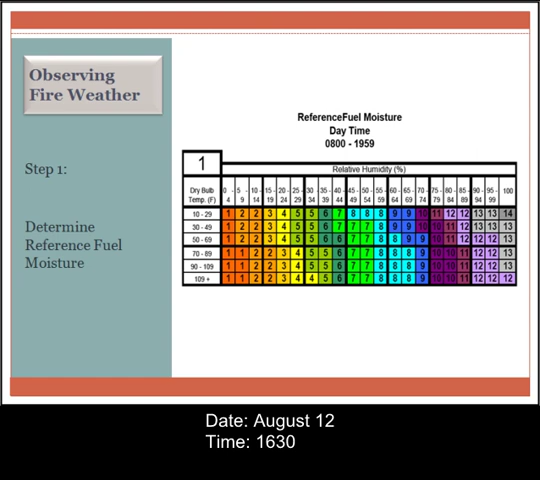 Observing
Fire Weather
Step 1:
Determine
Reference Fuel
Moisture
ReferenceFuel Moisture
Day Time
0800 - 1959
1
Relative Humidity (%)
Dry Bulb Temp. (F) 0 - 4 5 - 9 10 - 14 15 - 19 20 - 24 25 - 29 30 - 34 35 - 39 40 - 44 45 - 49 50 - 54 55 - 59 60 - 64 65 - 69 70 - 74 75 - 79 80 - 84 85 - 89 90 - 94 95 - 99 100
10 - 29 1 2 2 3 4 5 5 6 7 8 8 8 9 9 10 11 12 12 13 13 14
30 - 49 1 2 2 3 4 5 5 6 7 7 7 8 9 9 10 10 11 12 13 13 13
50 - 69 1 2 2 3 4 5 5 6 6 7 7 8 8 9 9 10 11 12 12 12 13
70 - 89 1 1 2 2 3 4 5 5 6 7 7 8 8 8 9 10 10 11 12 12 13
90 - 109 1 1 2 2 3 4 5 5 6 7 7 8 8 8 9 10 10 11 12 12 13
109 + 1 1 2 2 3 4 4 5 6 7 7 8 8 8 9 10 10 11 12 12 12
Date: August 12
Time: 1630